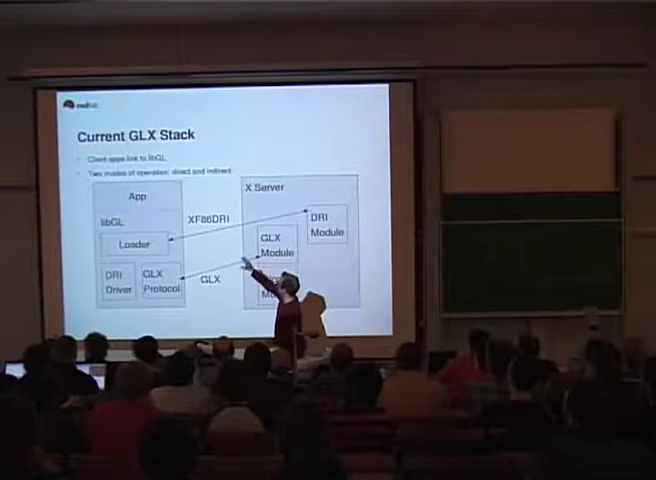 redhat
Current GLX Stack
Client apps link to libGL
Two modes of operation: direct and indirect
App
libGL
Loader
DRI
Driver
GLX
Protocol
XF86DRI
GLX
X Server
DRI
Module
GLX
Module